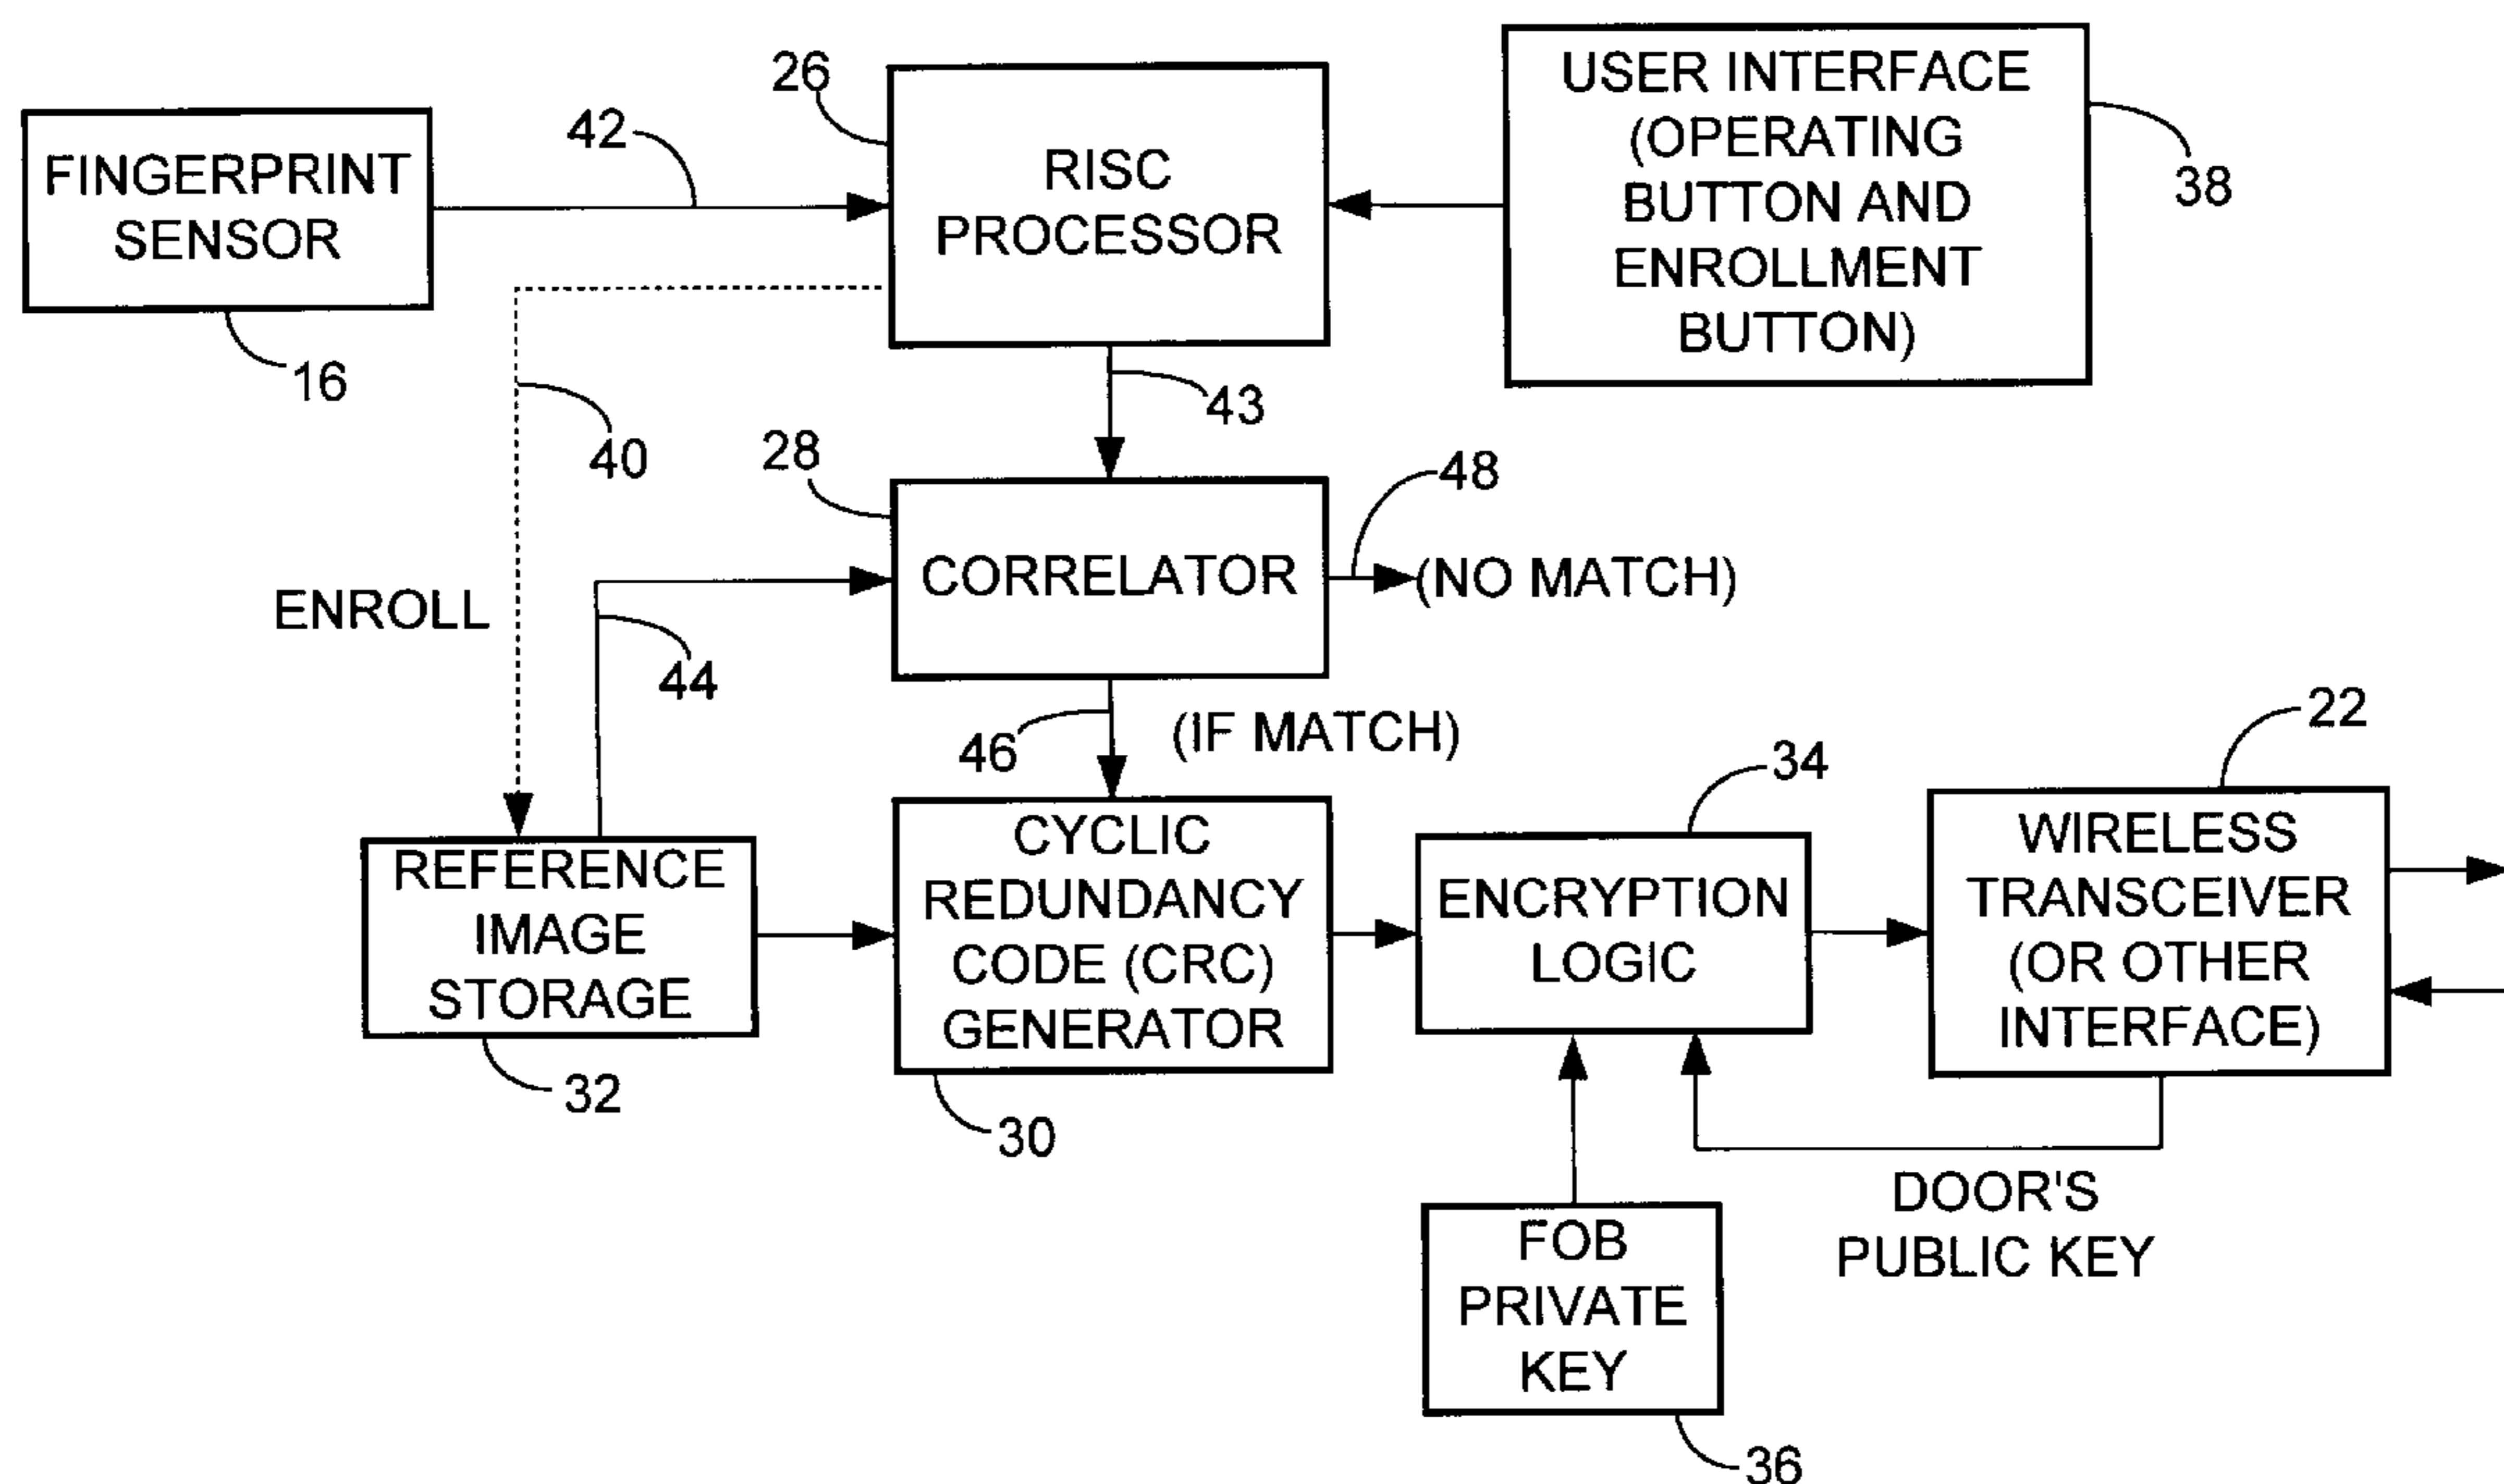 26
42
FINGERPRINT
SENSOR
16
RISC
PROCESSOR
USER INTERFACE
(OPERATING
BUTTON AND
ENROLLMENT
BUTTON)
38
40
43
28
48
CORRELATOR
(NO MATCH)
ENROLL
44
46
(IF MATCH)
34
22
REFERENCE
IMAGE
STORAGE
32
CYCLIC
REDUNDANCY
CODE (CRC)
GENERATOR
30
ENCRYPTION
LOGIC
WIRELESS
TRANSCEIVER
(OR OTHER
INTERFACE)
DOOR'S
PUBLIC KEY
FOB
PRIVATE
KEY
36